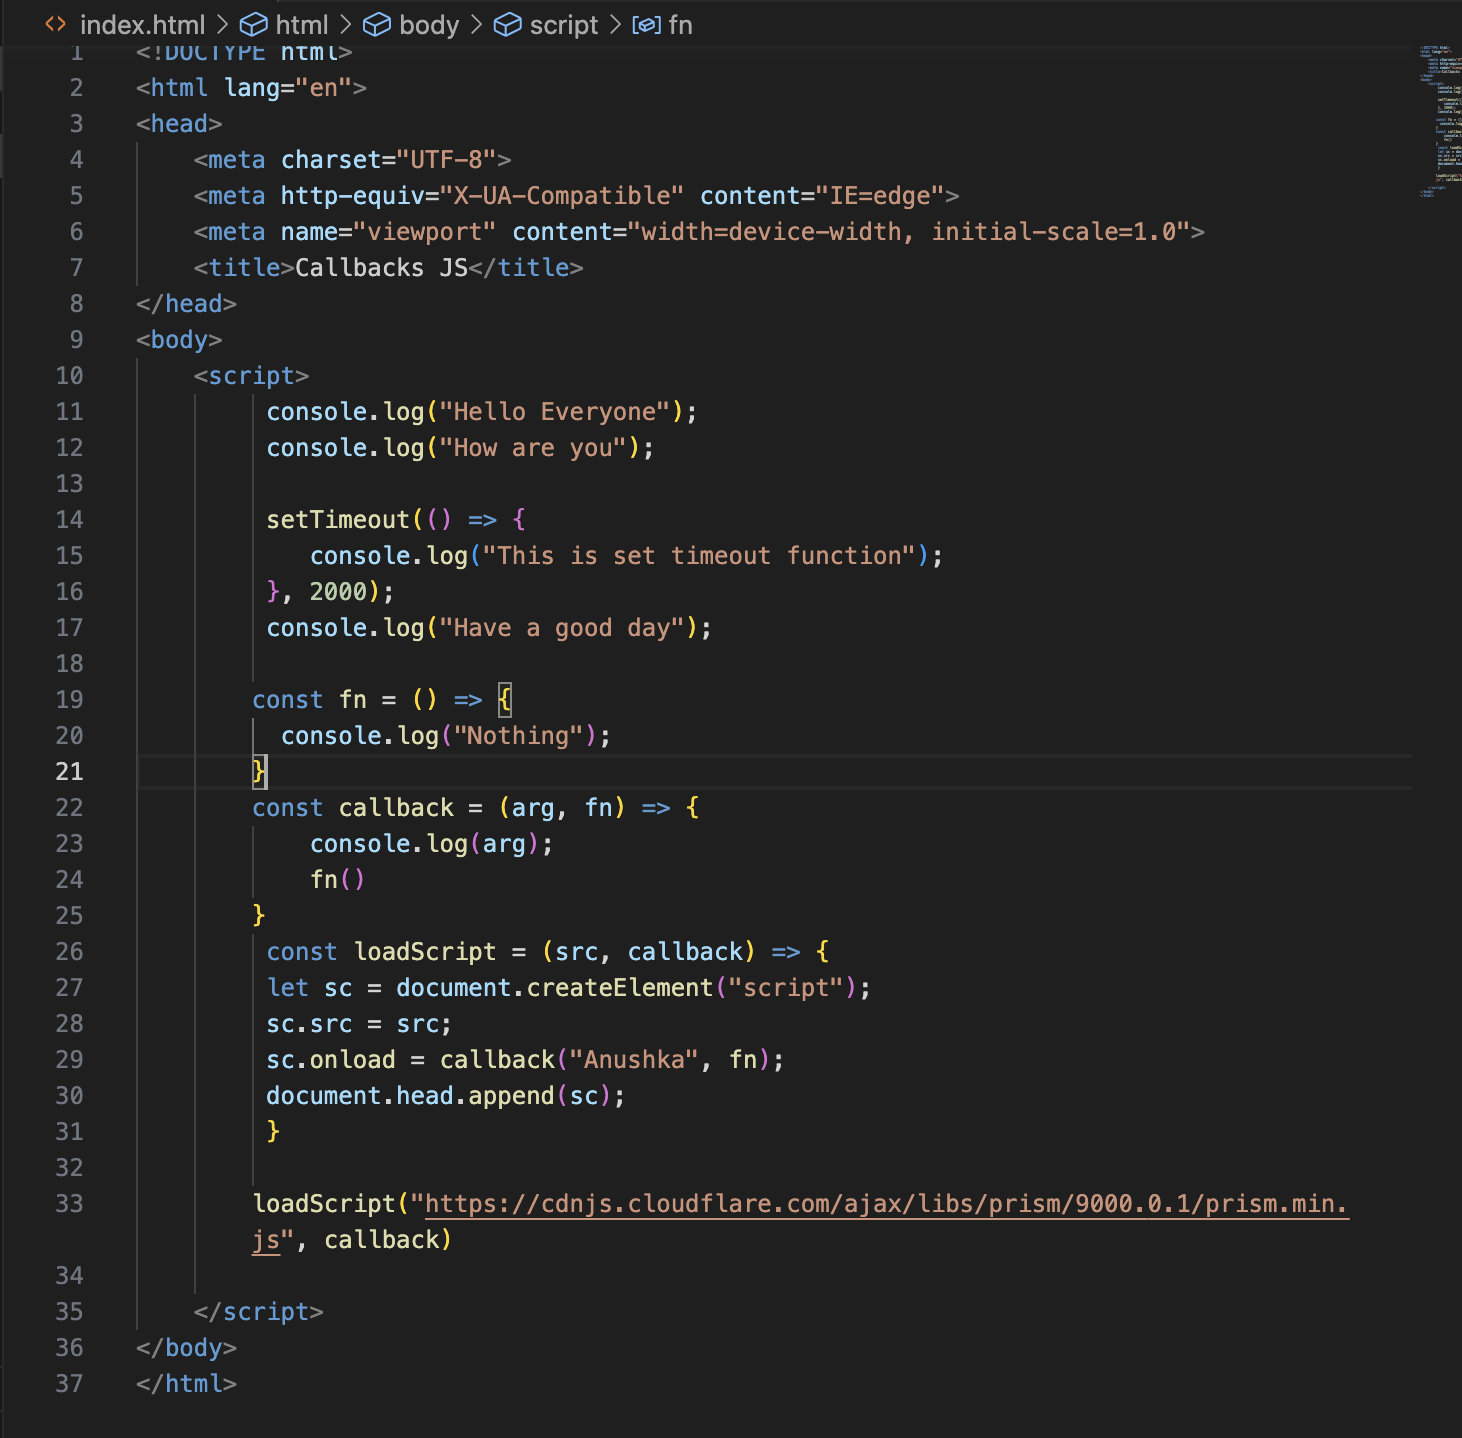 index.html > html > body > script > fn
1 <!DOCTYPE html>
2 <html lang="en">
3 <head>
4 <meta charset="UTF-8">
5 <meta http-equiv="X-UA-Compatible" content="IE=edge">
6 <meta name="viewport" content="width=device-width, initial-scale=1.0">
7 <title>Callbacks JS</title>
8 </head>
9 <body>
10 <script>
11 console.log("Hello Everyone");
12 console.log("How are you");
13
14 setTimeout(() => {
15 console.log("This is set timeout function");
16 }, 2000);
17 console.log("Have a good day");
18
19 const fn = () => {
20 console.log("Nothing");
21 }
22 const callback = (arg, fn) => {
23 console.log(arg);
24 fn()
25 }
26 const loadScript = (src, callback) => {
27 let sc = document.createElement("script");
28 sc.src = src;
29 sc.onload = callback("Anushka", fn);
30 document.head.append(sc);
31 }
32
33 loadScript("https://cdnjs.cloudflare.com/ajax/libs/prism/9000.0.1/prism.min.
js", callback)
34
35 </script>
36 </body>
37 </html>